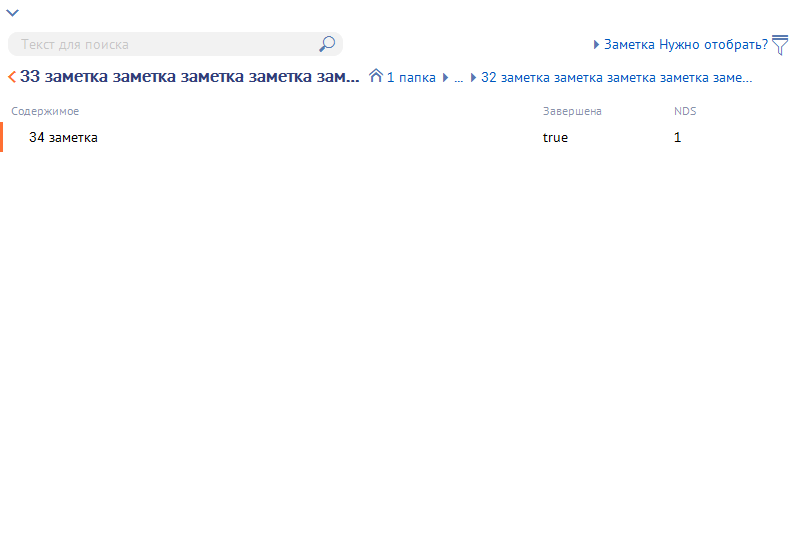 Текст для поиска Заметка Нужно отобрать?
33 заметка заметка заметка заметка зам... 1 папка ... 32 заметка заметка заметка заметка заме...
Содержимое Завершена NDS
34 заметка true 1